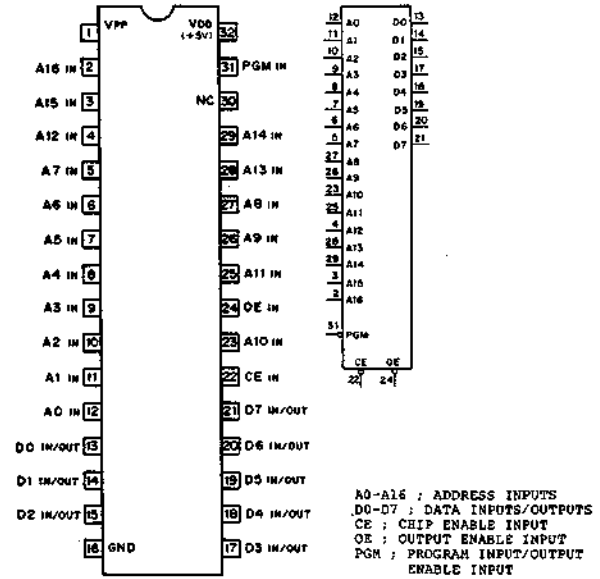 1 VPP VDD 32
(+5V)
A16 IN 2 31 PGM IN
A15 IN 3 NC 30
A12 IN 4 29 A14 IN
A7 IN 5 28 A13 IN
A6 IN 6 27 A8 IN
A5 IN 7 26 A9 IN
A4 IN 8 25 A11 IN
A3 IN 9 24 OE IN
A2 IN 10 23 A10 IN
A1 IN 11 22 CE IN
A0 IN 12 21 D7 IN/OUT
D0 IN/OUT 13 20 D6 IN/OUT
D1 IN/OUT 14 19 D5 IN/OUT
D2 IN/OUT 15 18 D4 IN/OUT
16 GND 17 D3 IN/OUT
12 A0 D0 13
11 A1 D1 14
10 A2 D2 15
9 A3 D3 17
8 A4 D4 18
7 A5 D5 19
6 A6 D6 20
5 A7 D7 21
27 A8
26 A9
23 A10
25 A11
4 A12
28 A13
29 A14
3 A15
2 A16
31 PGM
CE OE
22 24
A0-A16 ; ADDRESS INPUTS
D0-D7 ; DATA INPUTS/OUTPUTS
CE ; CHIP ENABLE INPUT
OE ; OUTPUT ENABLE INPUT
PGM ; PROGRAM INPUT/OUTPUT
ENABLE INPUT